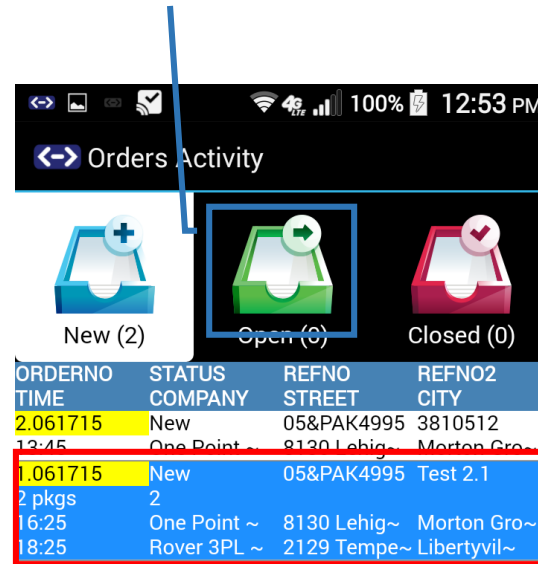 4G LTE 100% 12:53 PM
<-> Orders Activity
New (2) Open (0) Closed (0)
ORDERNO STATUS REFNO REFNO2
TIME COMPANY STREET CITY
2.061715 New 05&PAK4995 3810512
13:45 One Point ~ 8130 Lehig~ Morton Gro~
1.061715 New 05&PAK4995 Test 2.1
2 pkgs 2
16:25 One Point ~ 8130 Lehig~ Morton Gro~
18:25 Rover 3PL ~ 2129 Tempe~ Libertyvil~